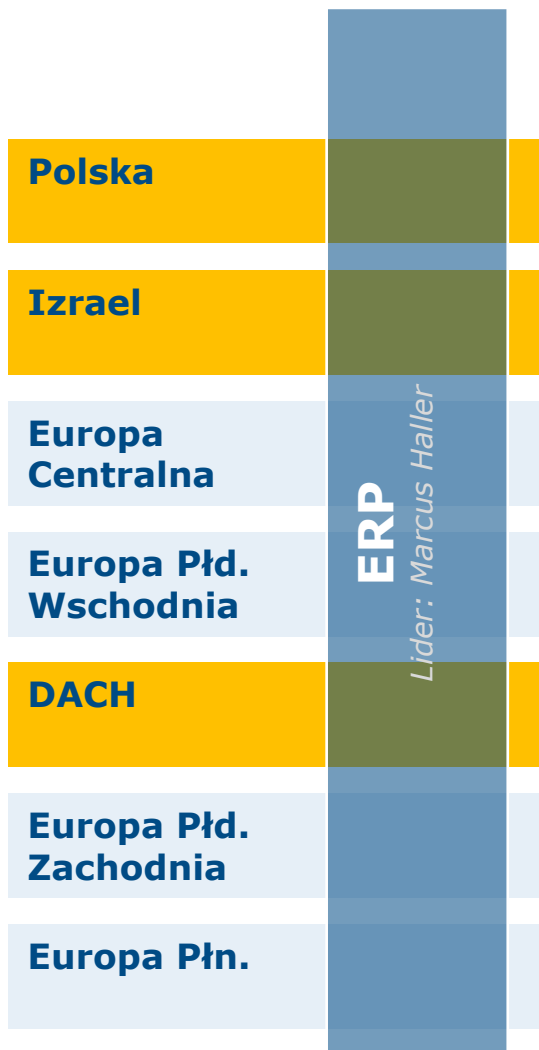 Polska
Izrael
Europa
Centralna
Europa Płd.
Wschodnia
DACH
Europa Płd.
Zachodnia
Europa Płn.
ERP
Lider: Marcus Haller